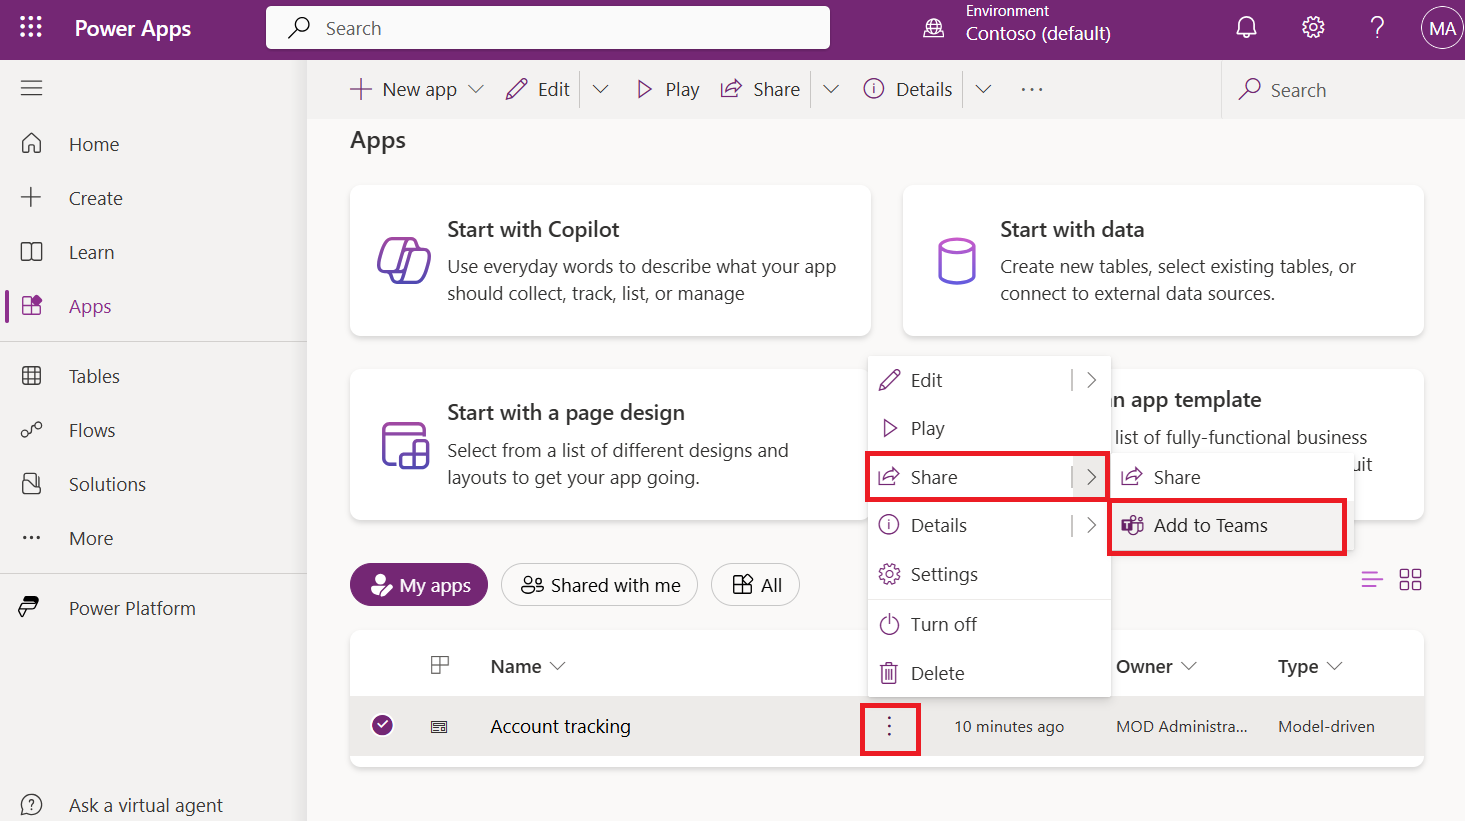 Power Apps
Search
Environment
Contoso (default)
?
MA
New app
Edit
Play
Share
Details
...
Search
Home
Create
Learn
Apps
Tables
Flows
Solutions
More
Power Platform
Ask a virtual agent
Apps
Start with Copilot
Use everyday words to describe what your app
should collect, track, list, or manage
Start with data
Create new tables, select existing tables, or
connect to external data sources.
Start with a page design
Select from a list of different designs and
layouts to get your app going.
app template
list of fully-functional business
Edit
Play
Share
Details
Settings
Turn off
Delete
Share
Add to Teams
My apps
Shared with me
All
Name
Owner
Type
Account tracking
10 minutes ago
MOD Administra...
Model-driven